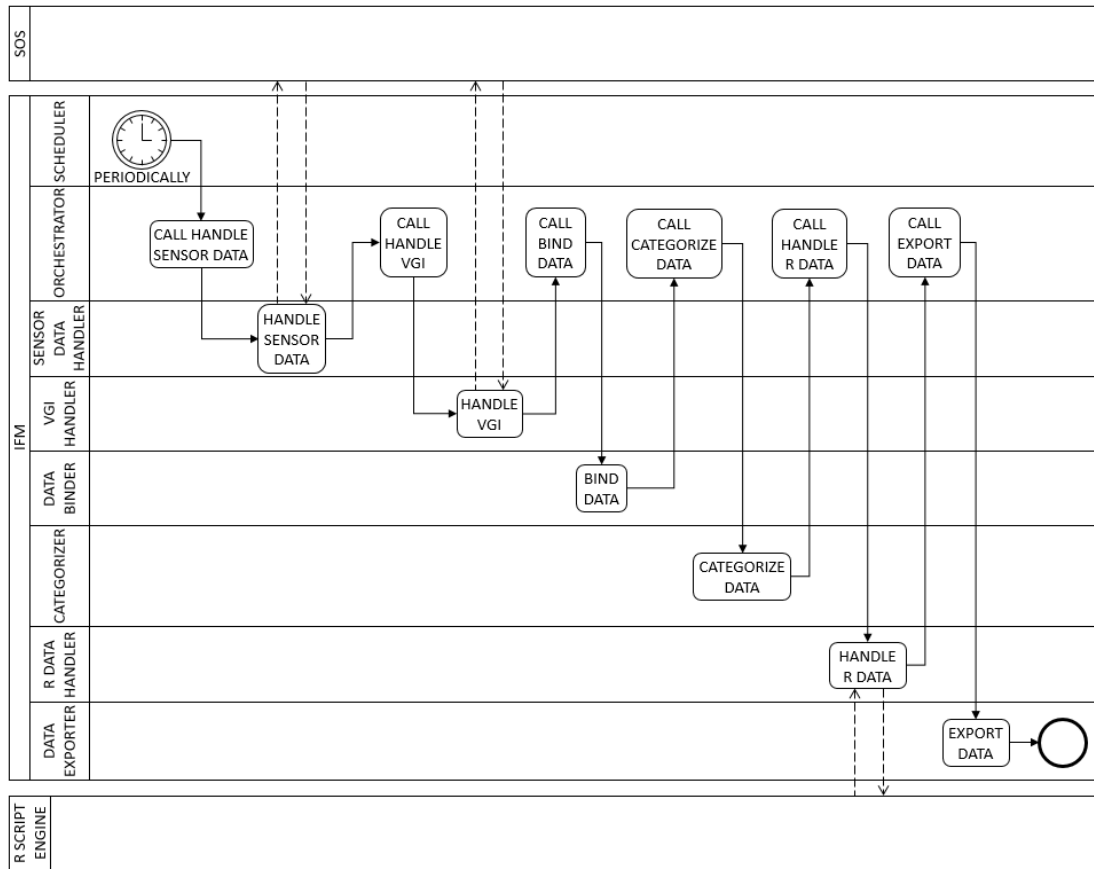 SOS
IFM
SCHEDULER
PERIODICALLY
ORCHESTRATOR
CALL HANDLE
SENSOR DATA
CALL
HANDLE
VGI
CALL
BIND
DATA
CALL
CATEGORIZE
DATA
CALL
HANDLE
R DATA
CALL
EXPORT
DATA
SENSOR
DATA
HANDLER
HANDLE
SENSOR
DATA
VGI
HANDLER
HANDLE
VGI
DATA
BINDER
BIND
DATA
CATEGORIZER
CATEGORIZE
DATA
R DATA
HANDLER
HANDLE
R DATA
DATA
EXPORTER
EXPORT
DATA
R SCRIPT
ENGINE